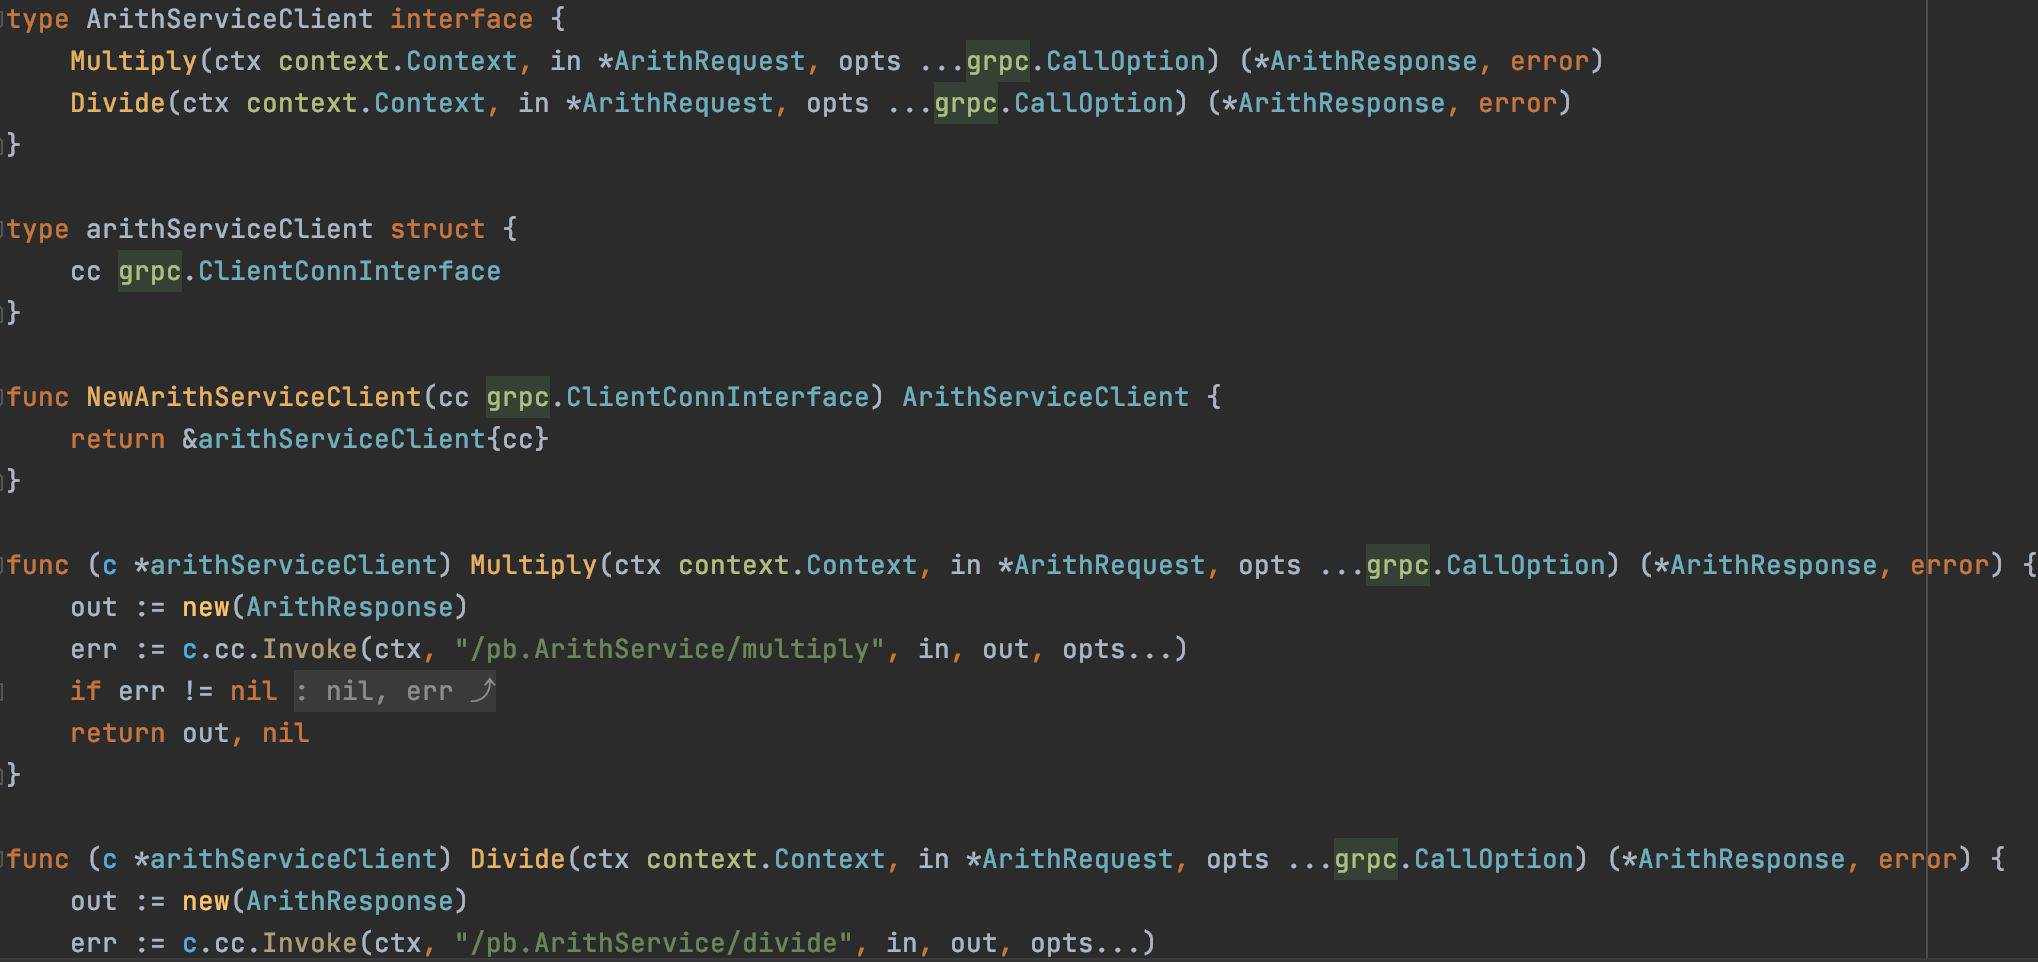 type ArithServiceClient interface {
    Multiply(ctx context.Context, in *ArithRequest, opts ...grpc.CallOption) (*ArithResponse, error)
    Divide(ctx context.Context, in *ArithRequest, opts ...grpc.CallOption) (*ArithResponse, error)
}

type arithServiceClient struct {
    cc grpc.ClientConnInterface
}

func NewArithServiceClient(cc grpc.ClientConnInterface) ArithServiceClient {
    return &arithServiceClient{cc}
}

func (c *arithServiceClient) Multiply(ctx context.Context, in *ArithRequest, opts ...grpc.CallOption) (*ArithResponse, error) {
    out := new(ArithResponse)
    err := c.cc.Invoke(ctx, "/pb.ArithService/multiply", in, out, opts...)
    if err != nil : nil, err ⤴
    return out, nil
}

func (c *arithServiceClient) Divide(ctx context.Context, in *ArithRequest, opts ...grpc.CallOption) (*ArithResponse, error) {
    out := new(ArithResponse)
    err := c.cc.Invoke(ctx, "/pb.ArithService/divide", in, out, opts...)